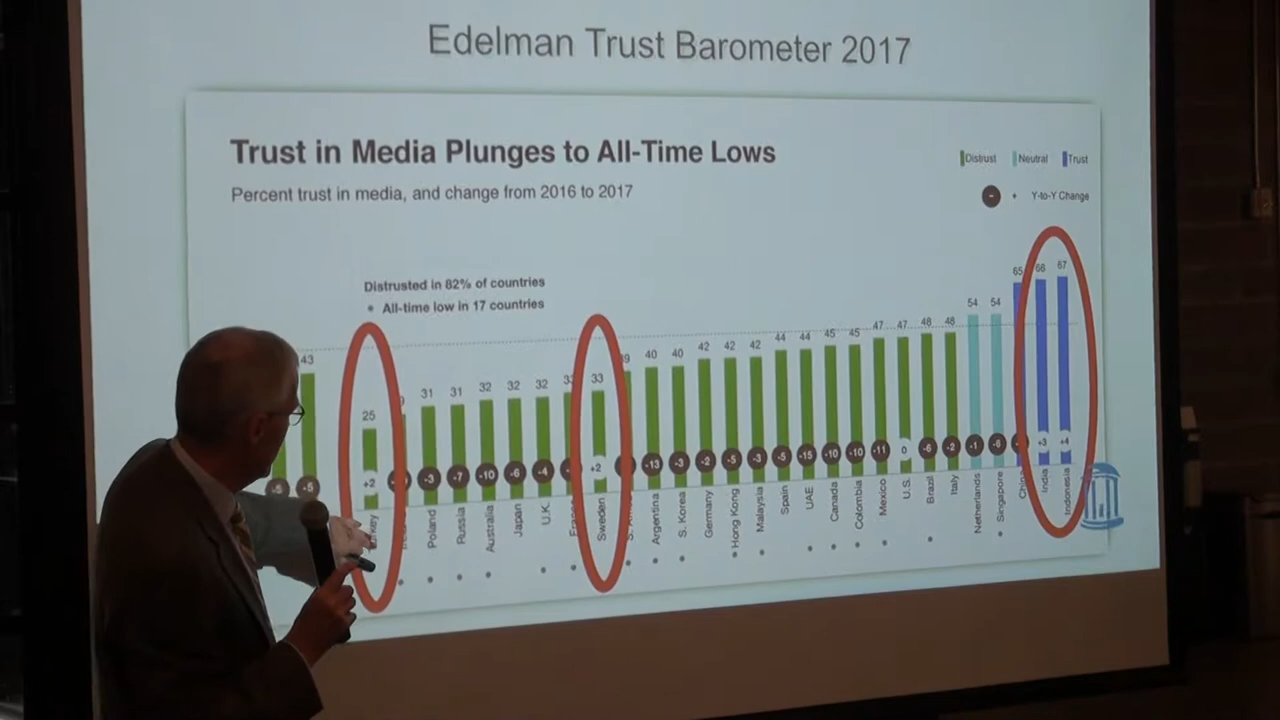 Edelman Trust Barometer 2017
Trust in Media Plunges to All-Time Lows
Percent trust in media, and change from 2016 to 2017
Distrust Neutral Trust
- + Y-to-Y Change
Distrusted in 82% of countries
• All-time low in 17 countries
43 25 31 31 32 32 32 33 40 40 42 42 42 44 44 45 45 47 47 48 48 54 54 65 66 67
-5 -5 +2 -3 -7 -10 -6 -4 +2 -13 -3 -2 -5 -3 -5 -15 -10 -10 -11 0 -6 -2 -1 -6 +3 +4
Poland Russia Australia Japan U.K. Sweden Argentina S. Korea Germany Hong Kong Malaysia Spain UAE Canada Colombia Mexico U.S. Brazil Italy Netherlands Singapore China India Indonesia